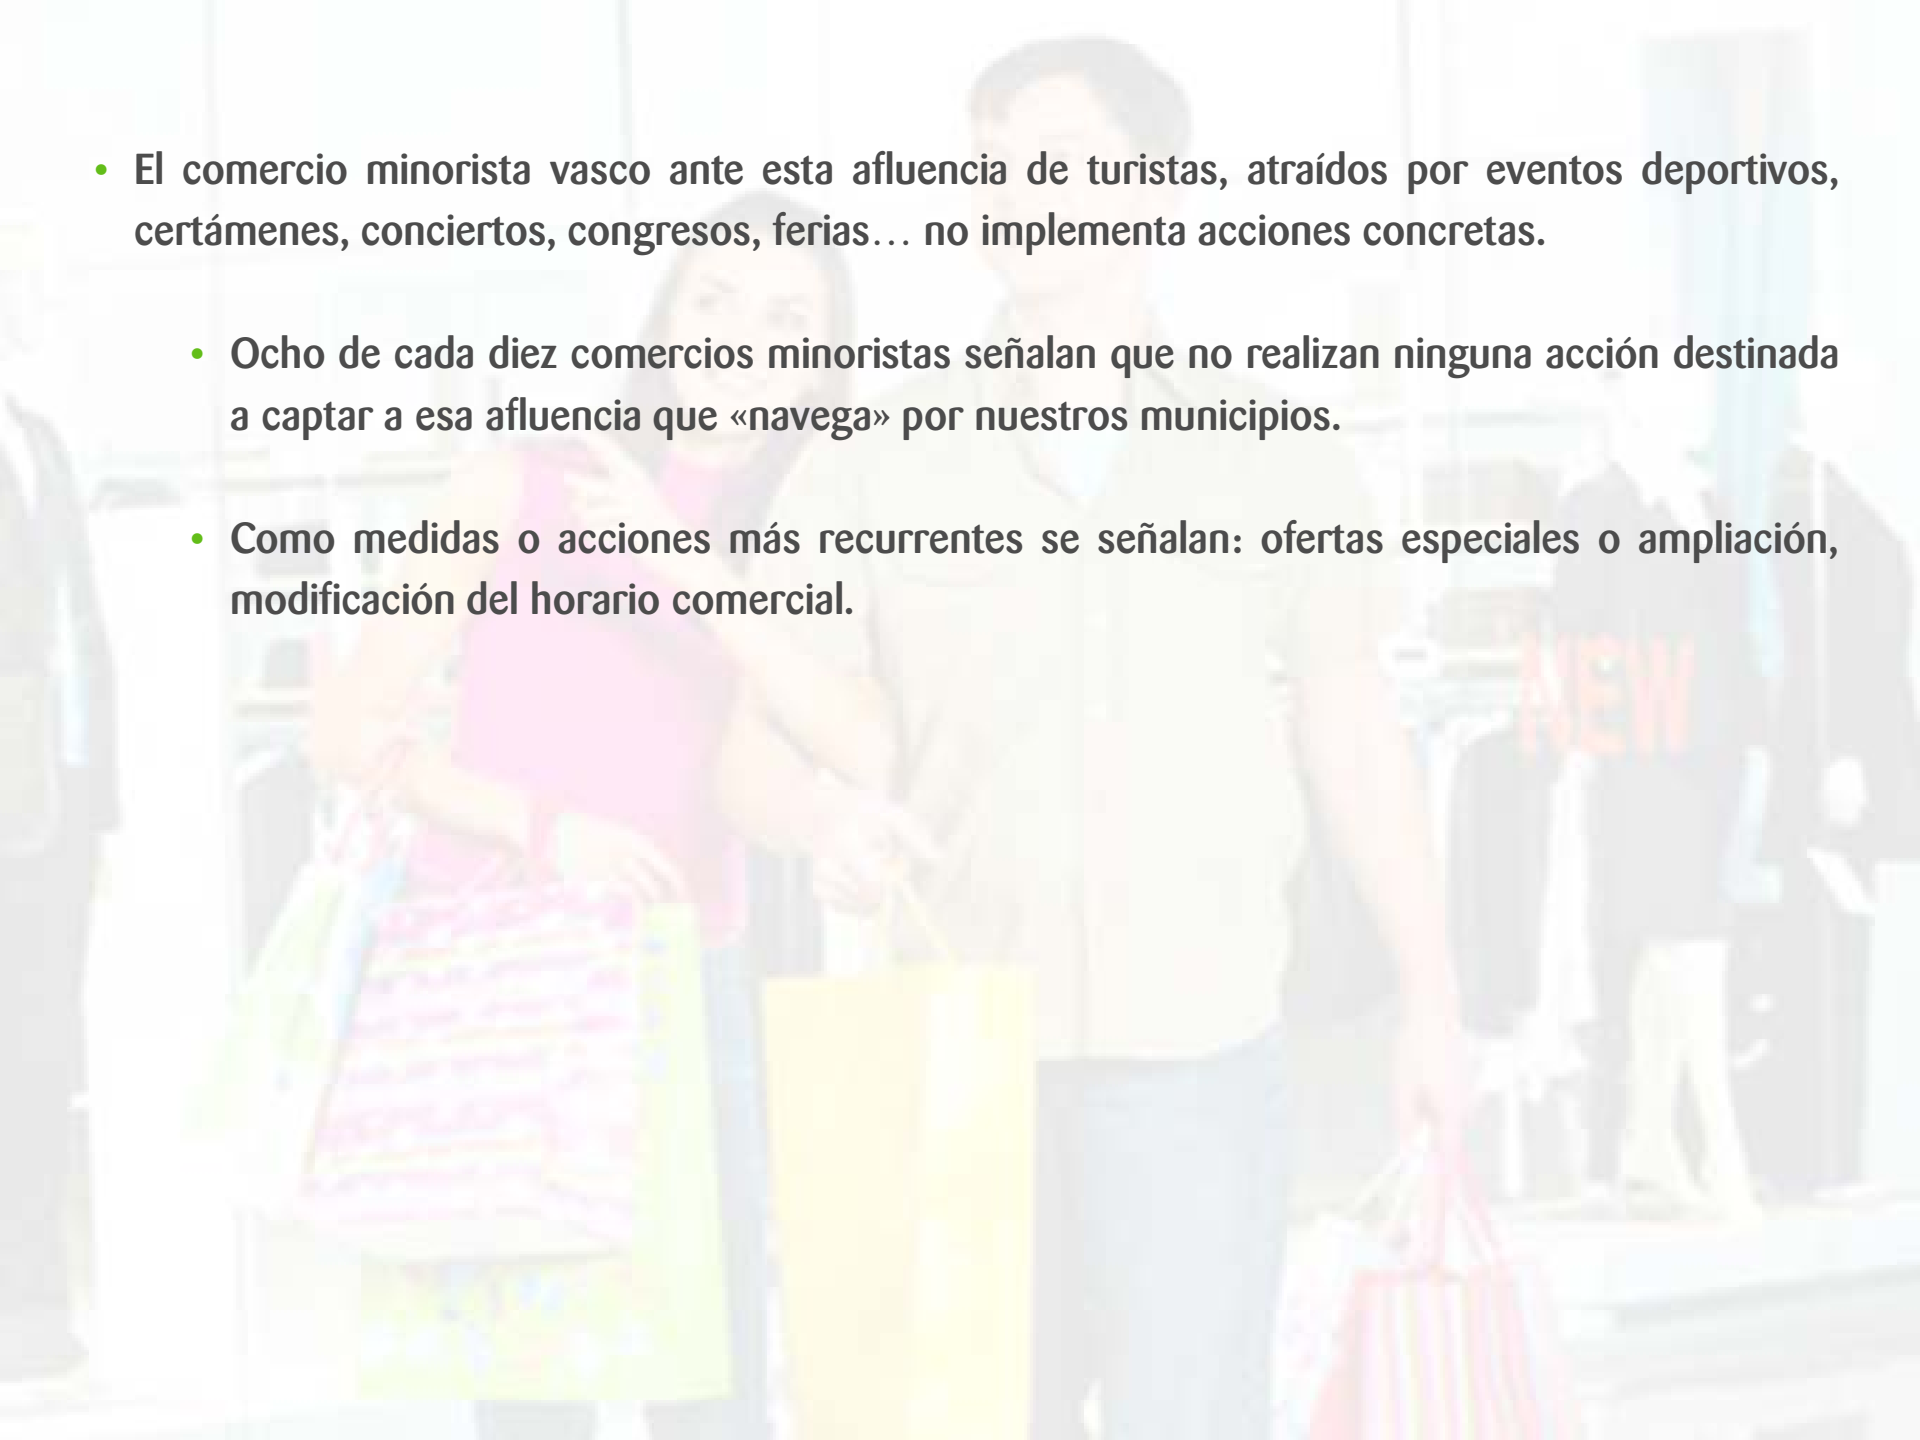 • El comercio minorista vasco ante esta afluencia de turistas, atraídos por eventos deportivos,
certámenes, conciertos, congresos, ferias… no implementa acciones concretas.
• Ocho de cada diez comercios minoristas señalan que no realizan ninguna acción destinada
a captar a esa afluencia que «navega» por nuestros municipios.
• Como medidas o acciones más recurrentes se señalan: ofertas especiales o ampliación,
modificación del horario comercial.
NEW